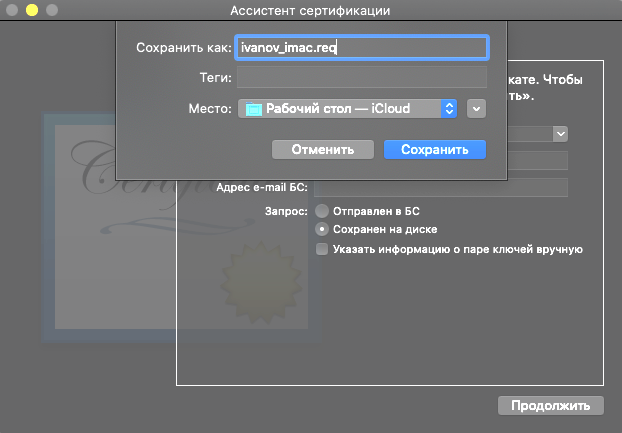 Ассистент сертификации
Сохранить как: ivanov_imac.req
Теги:
Место: Рабочий стол — iCloud
Отменить Сохранить
кате. Чтобы
ть».
Адрес e-mail БС:
Запрос: Отправлен в БС
Сохранен на диске
Указать информацию о паре ключей вручную
Продолжить